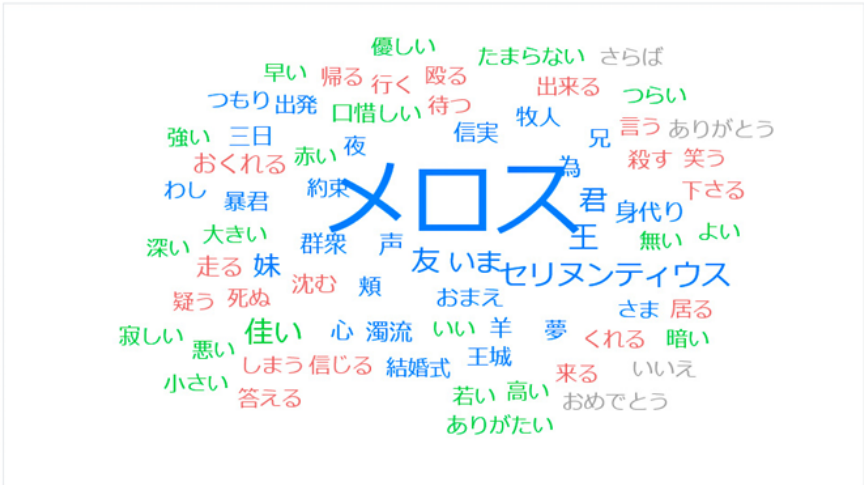 優しい
たまらない さらば
早い 帰る 行く 殴る 出来る つらい
つもり 出発 口惜しい 待つ 牧人
強い 三日 信実 兄 言う ありがとう
おくれる 赤い 夜 為 殺す 笑う
わし 暴君 約束 メロス 君 身代り 下さる
深い 大きい 群衆 声 王 無い よい
走る 妹 友 いま セリヌンティウス
疑う 死ぬ 沈む 頬 おまえ さま 居る
寂しい 悪い 佳い 心 濁流 いい 羊 夢 くれる 暗い
小さい しまう 信じる 結婚式 王城 来る いいえ
答える 若い 高い おめでとう
ありがたい